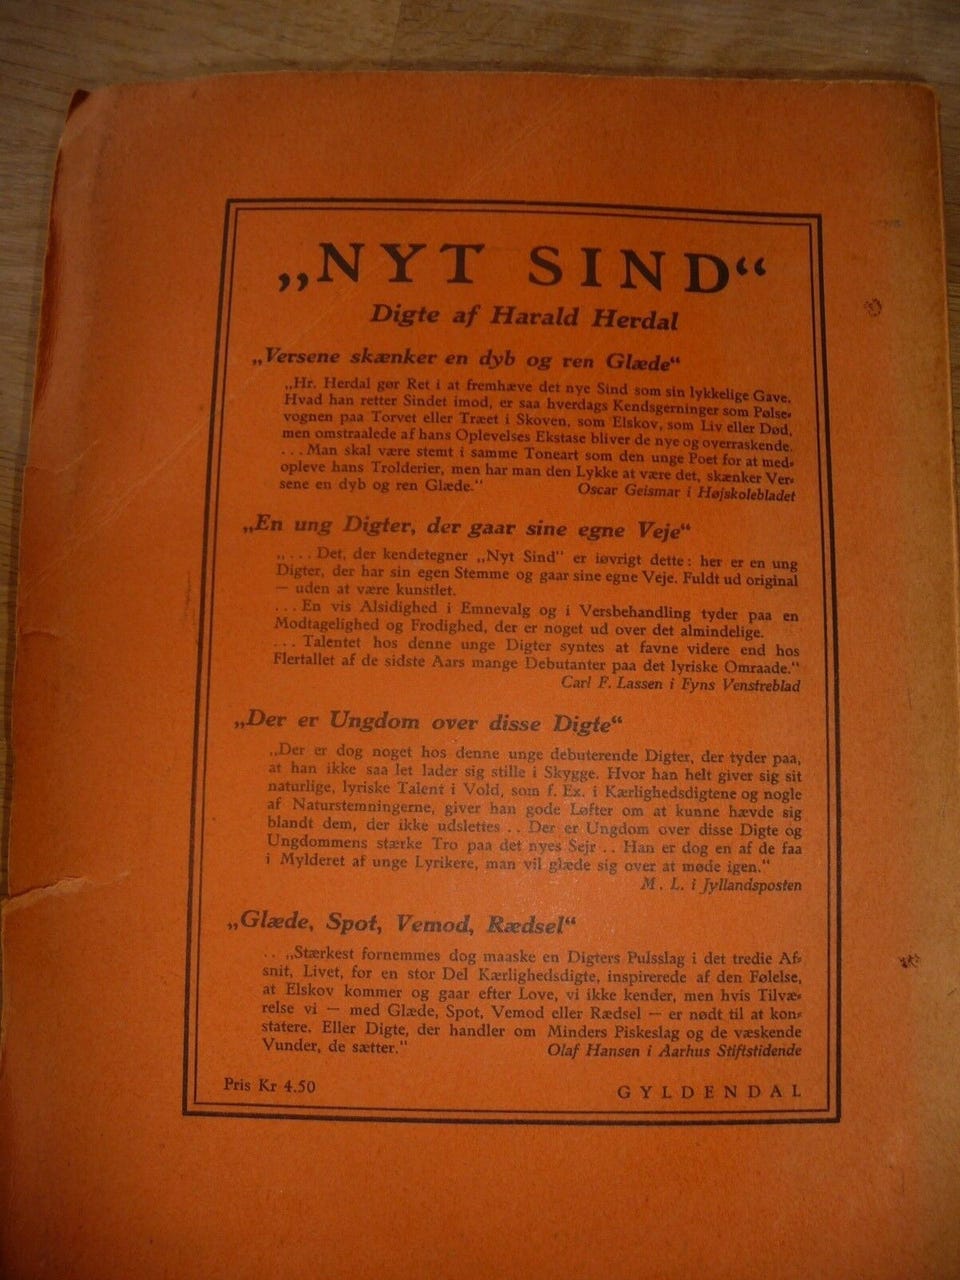 „NYT SIND“
Digte af Harald Herdal
„Versene skænker en dyb og ren Glæde“
„Hr. Herdal gør Ret i at fremhæve det nye Sind som sin lykkelige Gave.
Hvad han retter Sindet imod, er saa hverdags Kendsgerninger som Pølse-
vognen paa Torvet eller Træet i Skoven, som Elskov, som Liv eller Død,
men omstraalede af hans Oplevelses Ekstase bliver de nye og overraskende.
. . . Man skal være stemt i samme Toneart som den unge Poet for at med-
opleve hans Trolderier, men har man den Lykke at være det, skænker Ver-
sene en dyb og ren Glæde.“ Oscar Geismar i Højskolebladet
„En ung Digter, der gaar sine egne Veje“
„. . . Det, der kendetegner „Nyt Sind“ er iøvrigt dette: her er en ung
Digter, der har sin egen Stemme og gaar sine egne Veje. Fuldt ud original
— uden at være kunstlet.
. . . En vis Alsidighed i Emnevalg og i Versbehandling tyder paa en
Modtagelighed og Frodighed, der er noget ud over det almindelige.
. . . Talentet hos denne unge Digter syntes at favne videre end hos
Flertallet af de sidste Aars mange Debutanter paa det lyriske Omraade.“
Carl F. Lassen i Fyns Venstreblad
„Der er Ungdom over disse Digte“
„Der er dog noget hos denne unge debuterende Digter, der tyder paa,
at han ikke saa let lader sig stille i Skygge. Hvor han helt giver sig sit
naturlige, lyriske Talent i Vold, som f. Ex. i Kærlighedsdigtene og nogle
af Naturstemningerne, giver han gode Løfter om at kunne hævde sig
blandt dem, der ikke udslettes . . Der er Ungdom over disse Digte og
Ungdommens stærke Tro paa det nyes Sejr . . Han er dog en af de faa
i Mylderet af unge Lyrikere, man vil glæde sig over at møde igen.“
M. L. i Jyllandsposten
„Glæde, Spot, Vemod, Rædsel“
. . „Stærkest fornemmes dog maaske en Digters Pulsslag i det tredie Af-
snit, Livet, for en stor Del Kærlighedsdigte, inspirerede af den Følelse,
at Elskov kommer og gaar efter Love, vi ikke kender, men hvis Tilvæ-
relse vi — med Glæde, Spot, Vemod eller Rædsel — er nødt til at kon-
statere. Eller Digte, der handler om Minders Piskeslag og de væskende
Vunder, de sætter.“ Olaf Hansen i Aarhus Stiftstidende
Pris Kr 4.50 GYLDENDAL